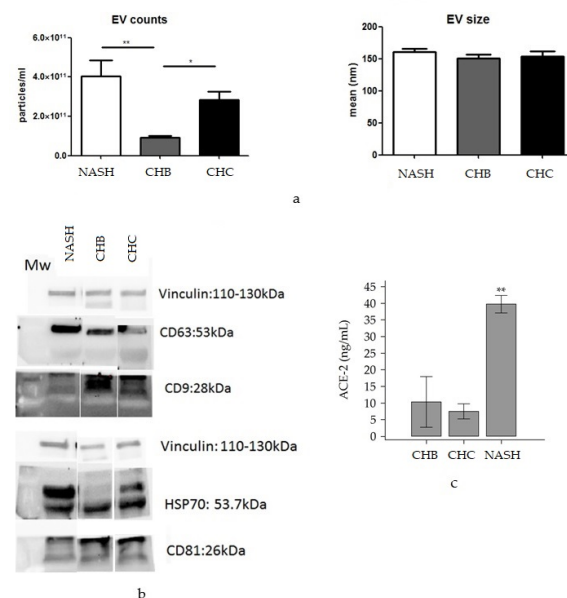 EV counts
6.0×10¹¹
4.0×10¹¹
2.0×10¹¹
0.0
particles/ml
**
*
NASH CHB CHC
EV size
200
150
100
50
0
mean (nm)
NASH CHB CHC
a
Mw NASH CHB CHC
Vinculin:110-130kDa
CD63:53kDa
CD9:28kDa
Vinculin:110-130kDa
HSP70: 53.7kDa
CD81:26kDa
b
45
40
35
30
25
20
15
10
5
0
ACE-2 (ng/mL)
**
CHB CHC NASH
c